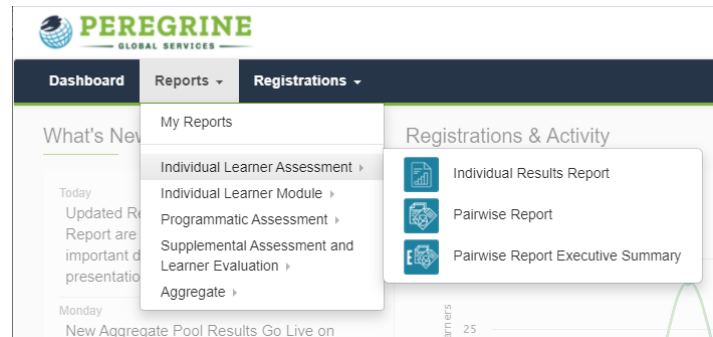 PEREGRINE
GLOBAL SERVICES
Dashboard Reports Registrations
My Reports
Individual Learner Assessment
Individual Learner Module
Programmatic Assessment
Supplemental Assessment and
Learner Evaluation
Aggregate
Individual Results Report
Pairwise Report
E
Pairwise Report Executive Summary
What's New
Today
Updated
Report are
important
Monday
New Aggregate Pool Results Go Live on
Registrations & Activity
25